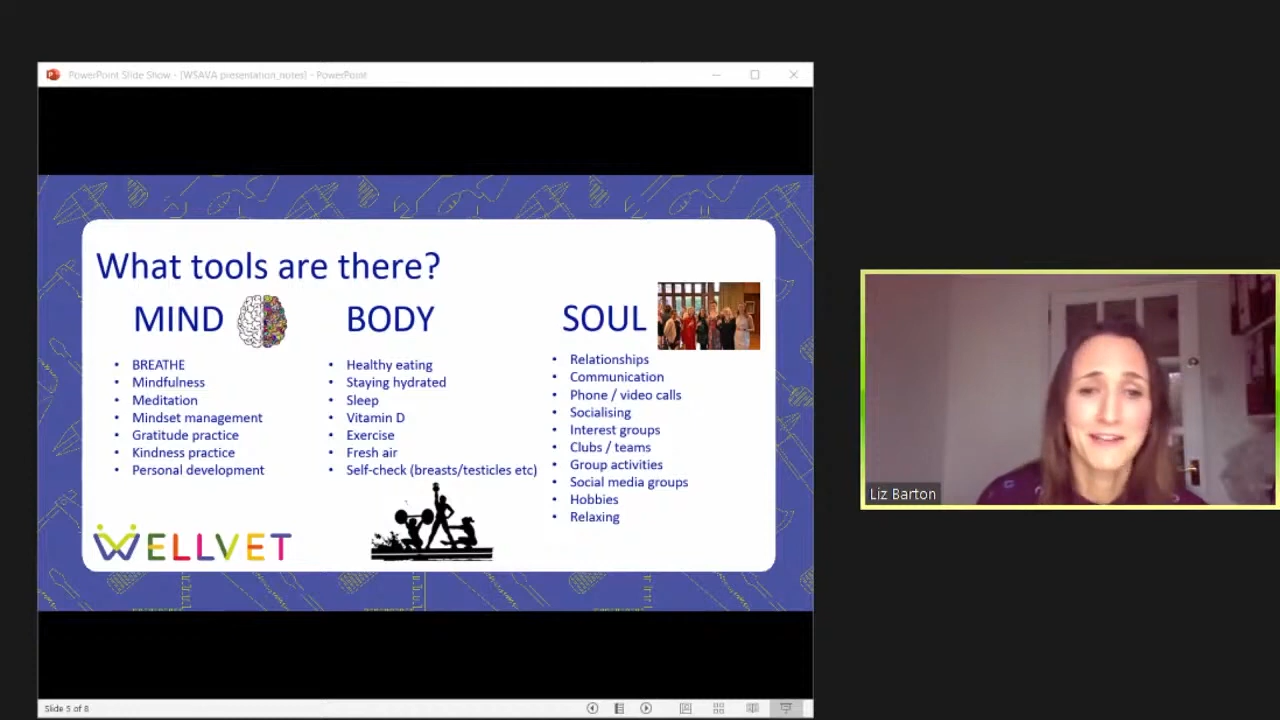 PowerPoint Slide Show - [WSAVA presentation_notes] - PowerPoint
What tools are there?
MIND
BREATHE
Mindfulness
Meditation
Mindset management
Gratitude practice
Kindness practice
Personal development
BODY
Healthy eating
Staying hydrated
Sleep
Vitamin D
Exercise
Fresh air
Self-check (breasts/testicles etc)
SOUL
Relationships
Communication
Phone / video calls
Socialising
Interest groups
Clubs / teams
Group activities
Social media groups
Hobbies
Relaxing
WELLVET
Liz Barton
Slide 5 of 8